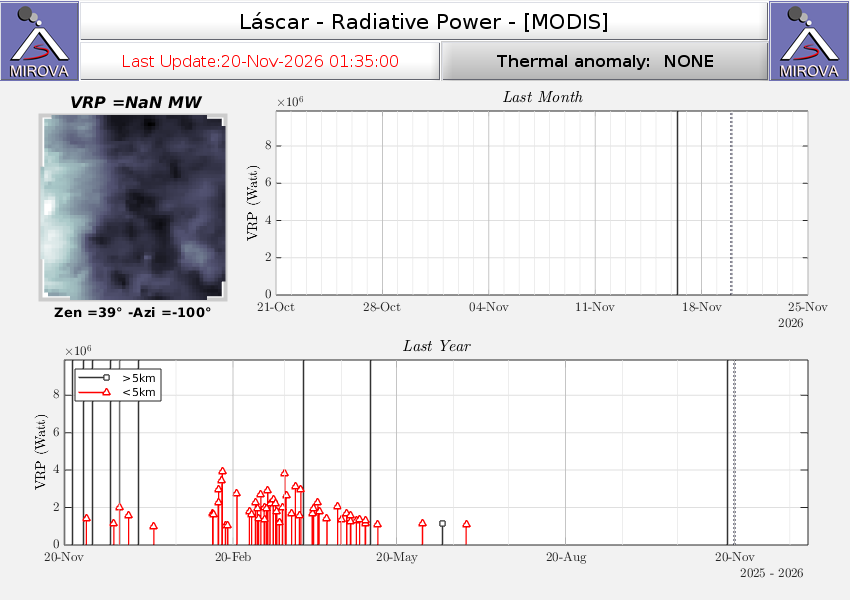 MIROVA
Láscar - Radiative Power - [MODIS]
Last Update:20-Nov-2026 01:35:00
Thermal anomaly: NONE
MIROVA
VRP =NaN MW
Zen =39° -Azi =-100°
Last Month
×10⁶
VRP (Watt)
8
6
4
2
0
21-Oct 28-Oct 04-Nov 11-Nov 18-Nov 25-Nov
2026
Last Year
×10⁶
VRP (Watt)
>5km
<5km
8
6
4
2
0
20-Nov 20-Feb 20-May 20-Aug 20-Nov
2025 - 2026